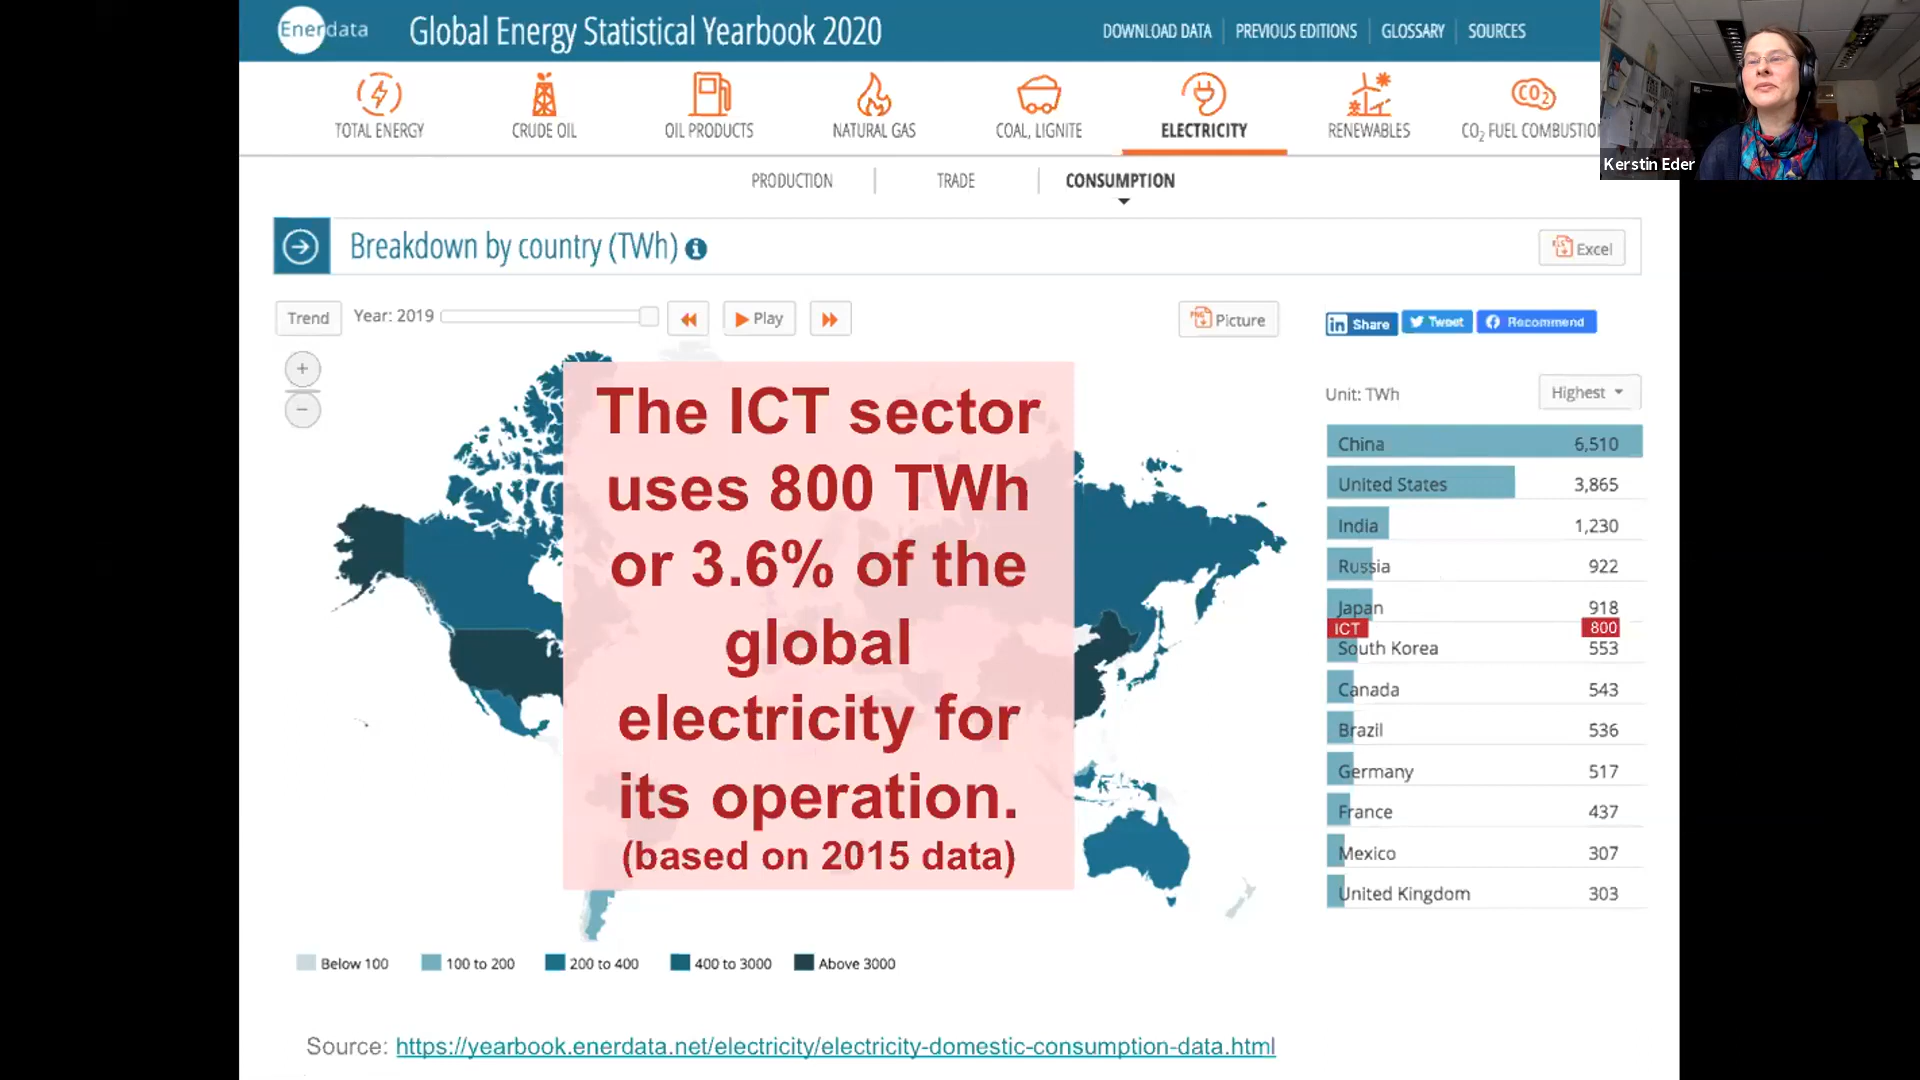 Enerdata
Global Energy Statistical Yearbook 2020
DOWNLOAD DATA
PREVIOUS EDITIONS
GLOSSARY
SOURCES
TOTAL ENERGY
CRUDE OIL
OIL PRODUCTS
NATURAL GAS
COAL, LIGNITE
ELECTRICITY
RENEWABLES
CO2
CO2 FUEL COMBUSTIO
Kerstin Eder
PRODUCTION
TRADE
CONSUMPTION
Breakdown by country (TWh)
Excel
Trend
Year: 2019
Play
Picture
in Share
Tweet
Recommend
Unit: TWh
Highest
The ICT sector
uses 800 TWh
or 3.6% of the
global
electricity for
its operation.
(based on 2015 data)
China 6,510
United States 3,865
India 1,230
Russia 922
Japan 918
ICT 800
South Korea 553
Canada 543
Brazil 536
Germany 517
France 437
Mexico 307
United Kingdom 303
Below 100
100 to 200
200 to 400
400 to 3000
Above 3000
Source: https://yearbook.enerdata.net/electricity/electricity-domestic-consumption-data.html